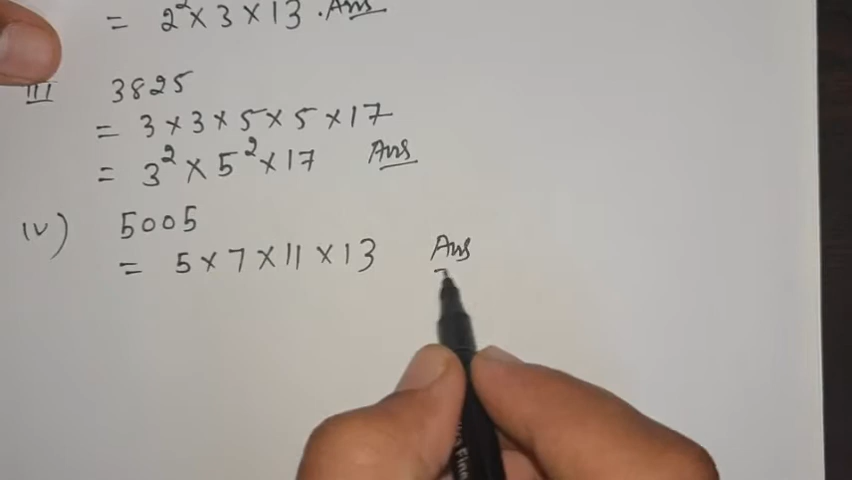 = 2² × 3 × 13 . Ans
III 3825
= 3 × 3 × 5 × 5 × 17
= 3² × 5² × 17 Ans
IV) 5005
= 5 × 7 × 11 × 13 Ans
Fine